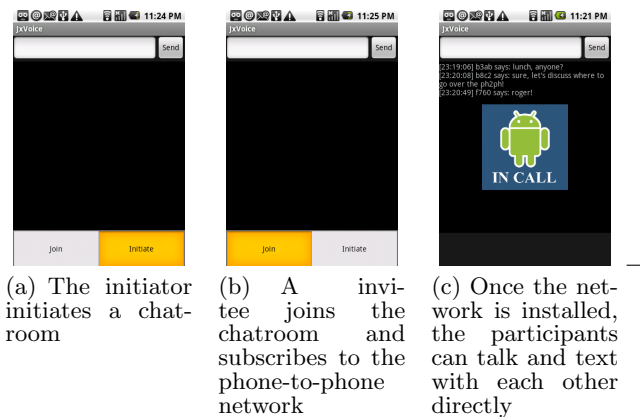 11:24 PM
JxVoice
Send
Join Initiate
(a) The initiator
initiates a chat-
room
11:25 PM
JxVoice
Send
Join Initiate
(b) A invi-
tee joins the
chatroom and
subscribes to the
phone-to-phone
network
11:21 PM
JxVoice
Send
[23:19:06] b3ab says: lunch, anyone?
[23:20:08] b8c2 says: sure, let's discuss where to
go over the ph2ph!
[23:20:49] f760 says: roger!
IN CALL
(c) Once the net-
work is installed,
the participants
can talk and text
with each other
directly